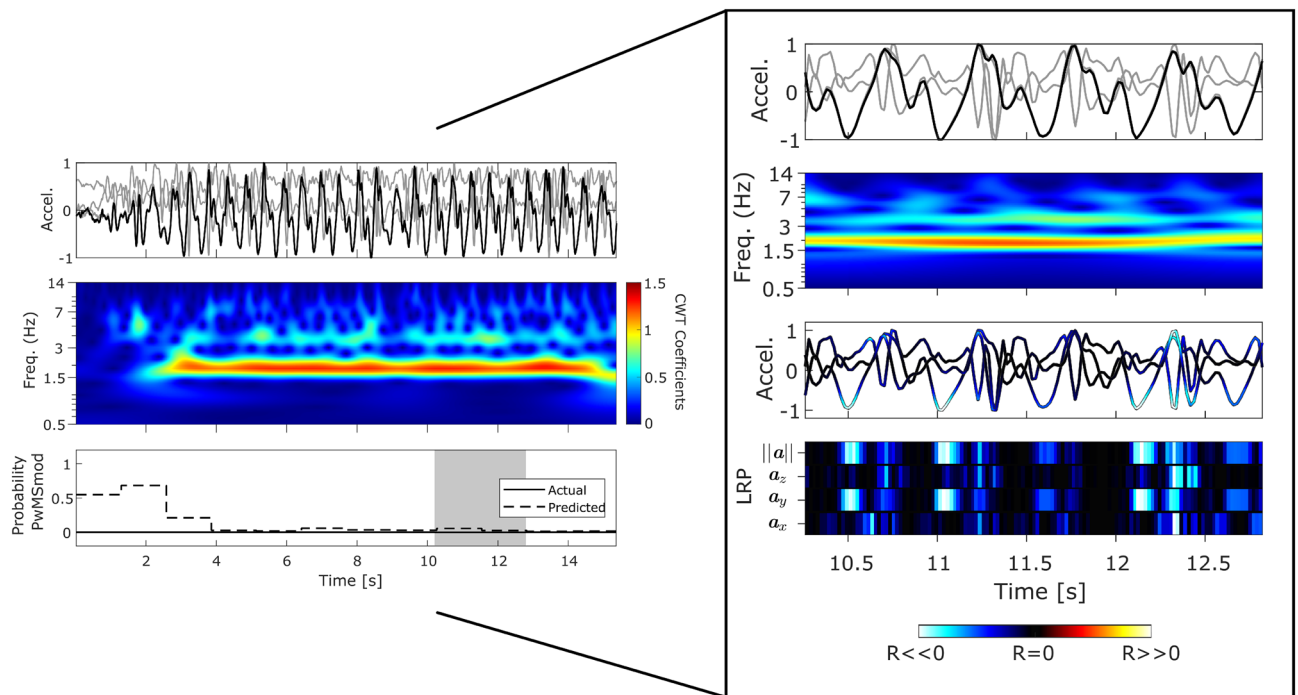 1
0
-1
Accel.
14
7
3
1.5
0.5
Freq. (Hz)
1.5
1
0.5
0
CWT Coefficients
1
0.5
0
Probability
PwMSmod
Actual
Predicted
2
4
6
8
10
12
14
Time [s]
1
0
-1
Accel.
14
7
3
1.5
0.5
Freq. (Hz)
1
0
-1
Accel.
||a||
a_z
a_y
a_x
LRP
10.5
11
11.5
12
12.5
Time [s]
R<<0
R=0
R>>0